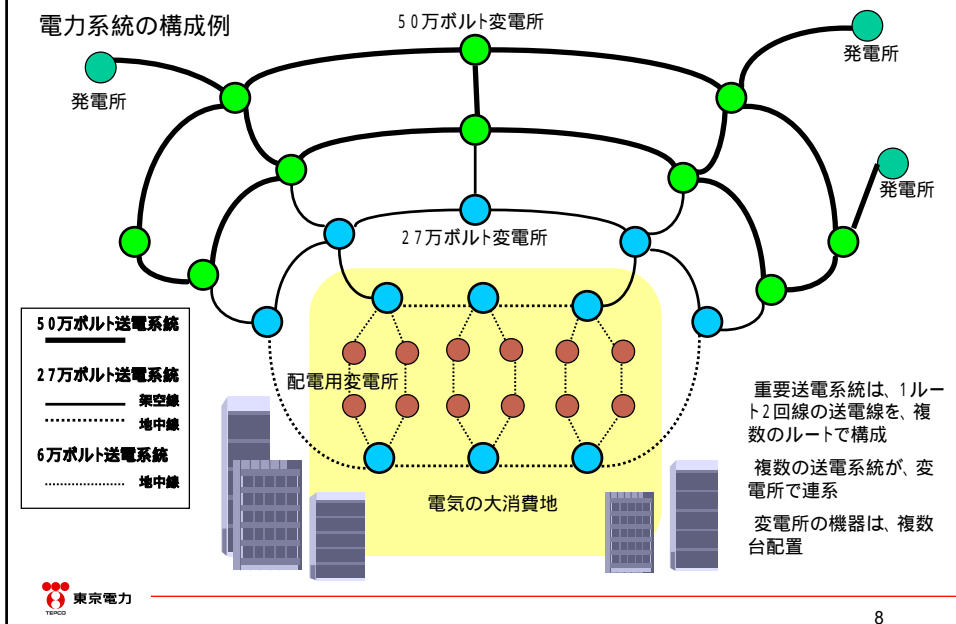 電力系統の構成例
50万ボルト変電所
発電所
発電所
発電所
27万ボルト変電所
50万ボルト送電系統
27万ボルト送電系統
架空線
地中線
6万ボルト送電系統
地中線
配電用変電所
電気の大消費地
重要送電系統は、1ルー
ト2回線の送電線を、複
数のルートで構成
複数の送電系統が、変
電所で連系
変電所の機器は、複数
台配置
東京電力
TEPCO
8